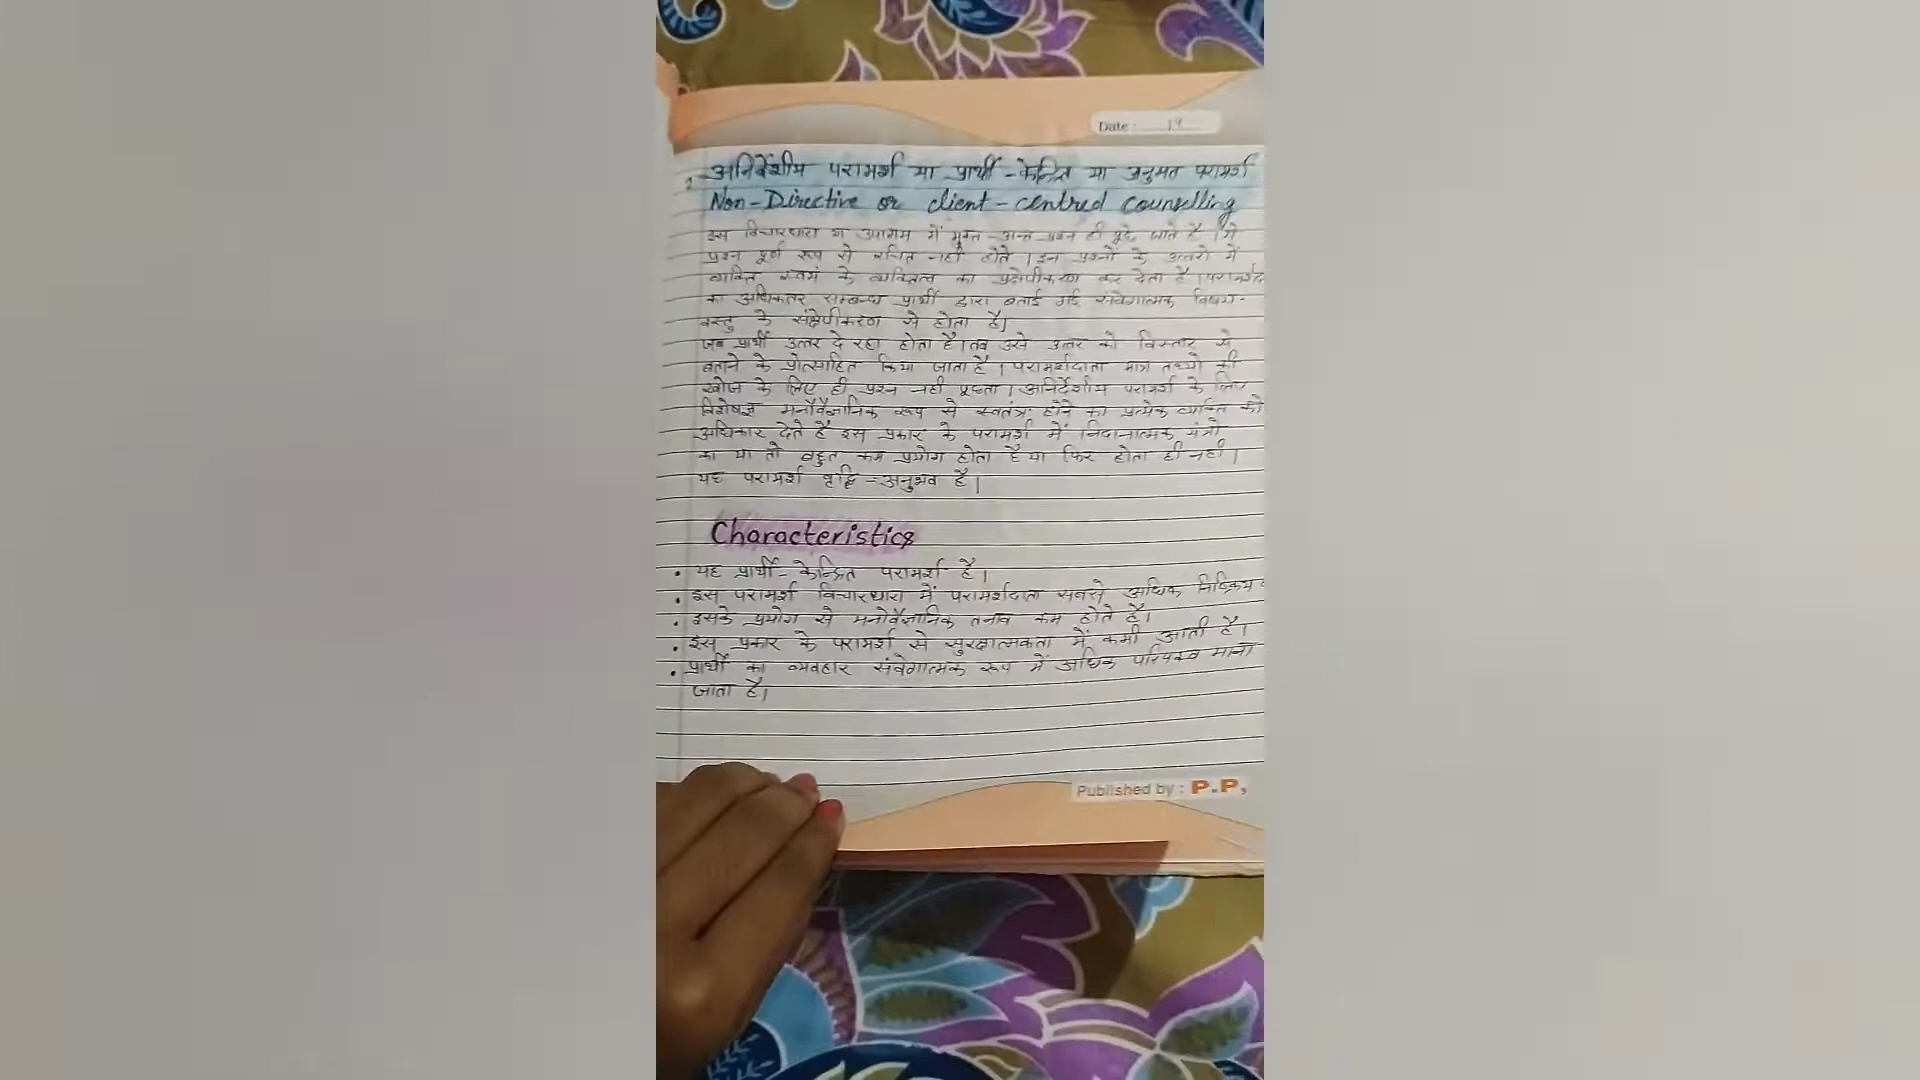 Date : 19
2. अनिर्देशीय परामर्श या प्रार्थी - केन्द्रित या अनुमत परामर्श
Non-Directive or client-centred counselling
इस विचारधारा या उपागम में मुक्त-अन्त प्रश्न ही पूछे जाते है। ये
प्रश्न पूर्ण रूप से रचित नही होते। इन प्रश्नों के उत्तरो में
व्यक्ति स्वयं के व्यक्तित्व का प्रक्षेपीकरण कर देता है।
का अधिकतर सम्बन्ध प्रार्थी द्वारा बताई गई संवेगात्मक विषय-
वस्तु के संक्षेपीकरण से होता है।
जब प्रार्थी उत्तर दे रहा होता है। तब उसे उत्तर को विस्तार से
बताने के प्रोत्साहित किया जाता है। परामर्शदाता मात्र तथ्यो की
खोज के लिए ही प्रश्न नही पूछता। अनिर्देशीय परामर्श के लिए
विशेषज्ञ मनोवैज्ञानिक रूप से स्वतंत्र होने का प्रत्येक व्यक्ति को
अधिकार देते है इस प्रकार के परामर्श में निदानात्मक यंत्रो
का या तो बहुत कम प्रयोग होता है या फिर होता ही नही।
यह परामर्श वृद्धि - अनुभव है।
Characteristics
• यह प्रार्थी - केन्द्रित परामर्श है।
• इस परामर्श विचारधारा में परामर्शदाता सबसे अधिक निष्क्रिय
• इसके प्रयोग से मनोवैज्ञानिक तनाव कम होते है।
• इस प्रकार के परामर्श से सुरक्षात्मकता में कमी आती है।
• प्रार्थी का व्यवहार संवेगात्मक रूप में अधिक परिपक्व माना
जाता है।
Published by : P.P,